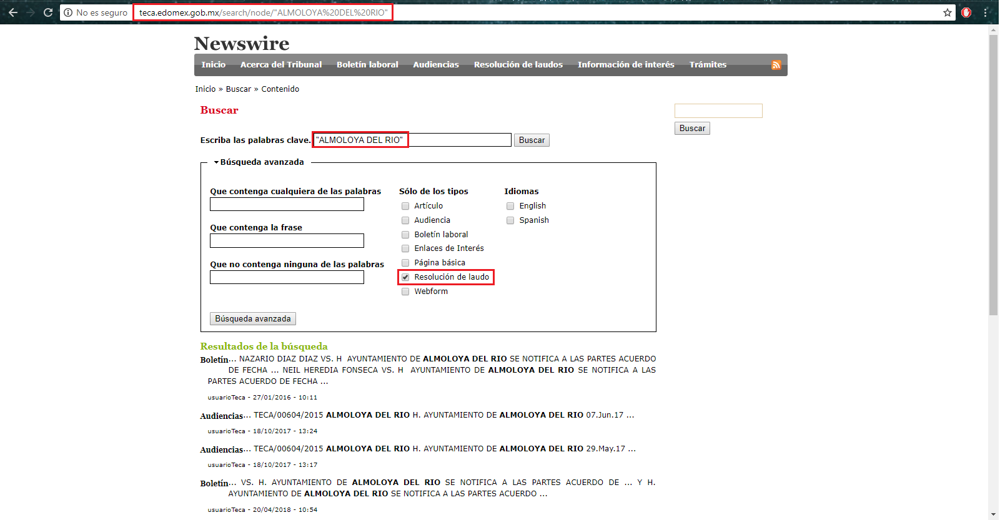 No es seguro teca.edomex.gob.mx/search/node/"ALMOLOYA%20DEL%20RIO"
Newswire
Inicio Acerca del Tribunal Boletín laboral Audiencias Resolución de laudos Información de interés Trámites
Inicio » Buscar » Contenido
Buscar
Buscar
Escriba las palabras clave. "ALMOLOYA DEL RIO" Buscar
Búsqueda avanzada
Que contenga cualquiera de las palabras
Que contenga la frase
Que no contenga ninguna de las palabras
Sólo de los tipos
Artículo
Audiencia
Boletín laboral
Enlaces de Interés
Página básica
Resolución de laudo
Webform
Idiomas
English
Spanish
Búsqueda avanzada
Resultados de la búsqueda
Boletín... NAZARIO DIAZ DIAZ VS. H AYUNTAMIENTO DE ALMOLOYA DEL RIO SE NOTIFICA A LAS PARTES ACUERDO
DE FECHA ... NEIL HEREDIA FONSECA VS. H AYUNTAMIENTO DE ALMOLOYA DEL RIO SE NOTIFICA A LAS
PARTES ACUERDO DE FECHA ...
usuarioTeca - 27/01/2016 - 10:11
Audiencias... TECA/00604/2015 ALMOLOYA DEL RIO H. AYUNTAMIENTO DE ALMOLOYA DEL RIO 07.Jun.17 ...
usuarioTeca - 18/10/2017 - 13:24
Audiencias... TECA/00604/2015 ALMOLOYA DEL RIO H. AYUNTAMIENTO DE ALMOLOYA DEL RIO 29.May.17 ...
usuarioTeca - 18/10/2017 - 13:17
Boletín... VS. H. AYUNTAMIENTO DE ALMOLOYA DEL RIO SE NOTIFICA A LAS PARTES ACUERDO DE ... Y H.
AYUNTAMIENTO DE ALMOLOYA DEL RIO SE NOTIFICA A LAS PARTES ACUERDO ...
usuarioTeca - 20/04/2018 - 10:54